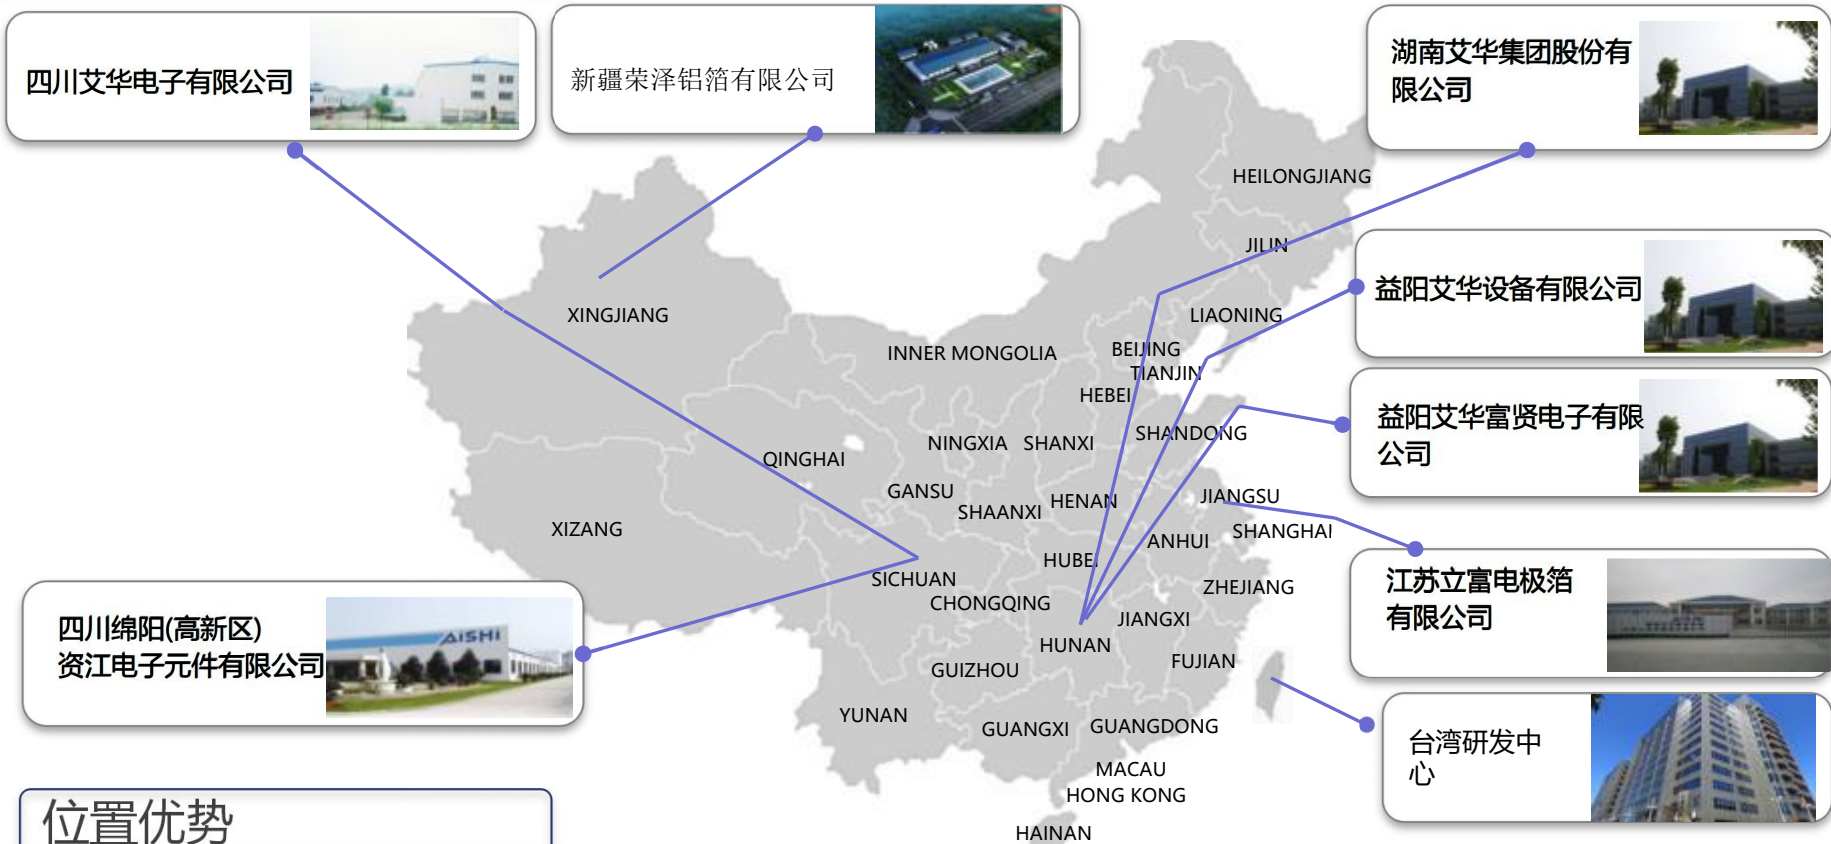 四川艾华电子有限公司
新疆荣泽铝箔有限公司
湖南艾华集团股份有
限公司
HEILONGJIANG
JILIN
益阳艾华设备有限公司
XINGJIANG
LIAONING
INNER MONGOLIA
BEIJING
TIANJIN
HEBEI
益阳艾华富贤电子有限
公司
NINGXIA
SHANXI
SHANDONG
QINGHAI
GANSU
SHAANXI
HENAN
JIANGSU
XIZANG
ANHUI
SHANGHAI
HUBEI
江苏立富电极箔
有限公司
SICHUAN
CHONGQING
ZHEJIANG
JIANGXI
四川绵阳(高新区)
资江电子元件有限公司
AISHI
HUNAN
GUIZHOU
FUJIAN
YUNAN
GUANGXI
GUANGDONG
台湾研发中
心
MACAU
HONG KONG
位置优势
HAINAN